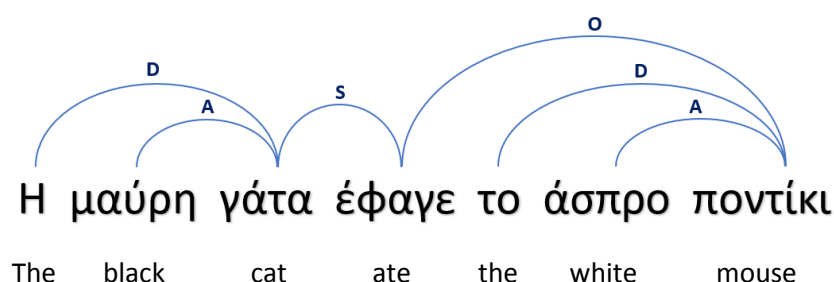 O
D
D
S
A
A
Η μαύρη γάτα έφαγε το άσπρο ποντίκι
The black cat ate the white mouse